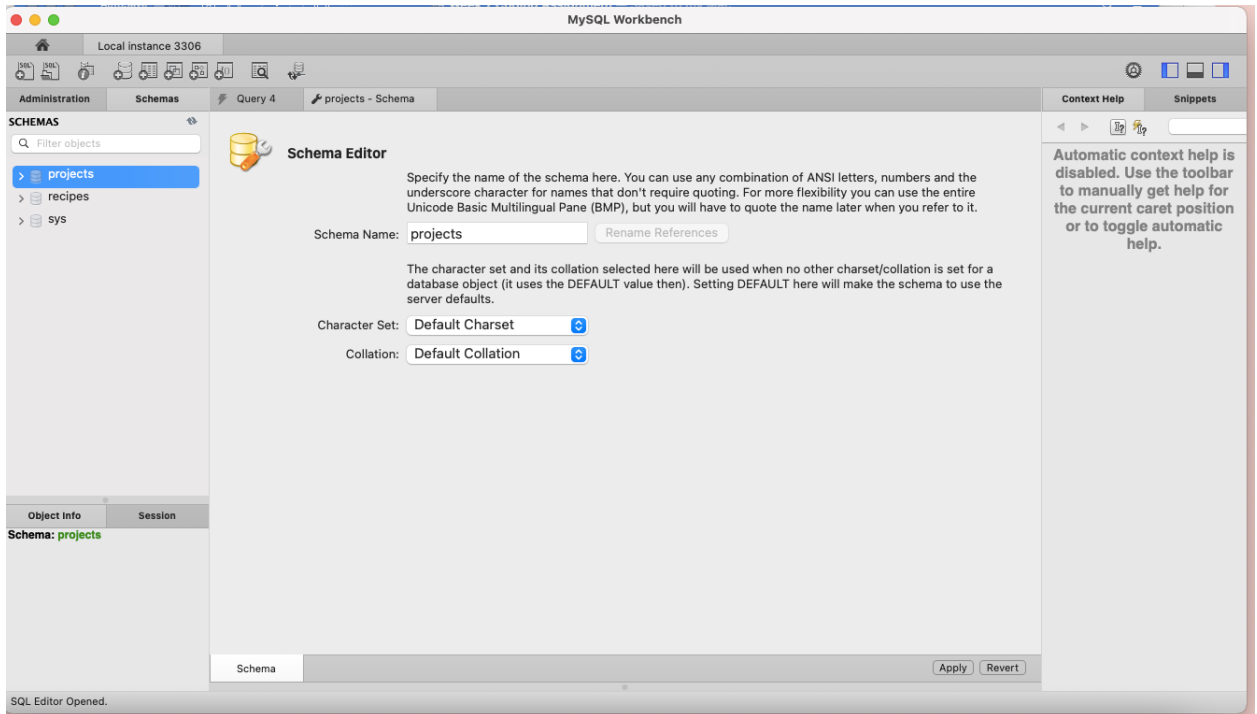 MySQL Workbench
Local instance 3306
Administration
Schemas
Query 4
projects - Schema
Context Help
Snippets
SCHEMAS
Filter objects
projects
recipes
sys
Schema Editor
Specify the name of the schema here. You can use any combination of ANSI letters, numbers and the
underscore character for names that don't require quoting. For more flexibility you can use the entire
Unicode Basic Multilingual Pane (BMP), but you will have to quote the name later when you refer to it.
Schema Name: projects
Rename References
The character set and its collation selected here will be used when no other charset/collation is set for a
database object (it uses the DEFAULT value then). Setting DEFAULT here will make the schema to use the
server defaults.
Character Set: Default Charset
Collation: Default Collation
Automatic context help is
disabled. Use the toolbar
to manually get help for
the current caret position
or to toggle automatic
help.
Object Info
Session
Schema: projects
Schema
Apply
Revert
SQL Editor Opened.